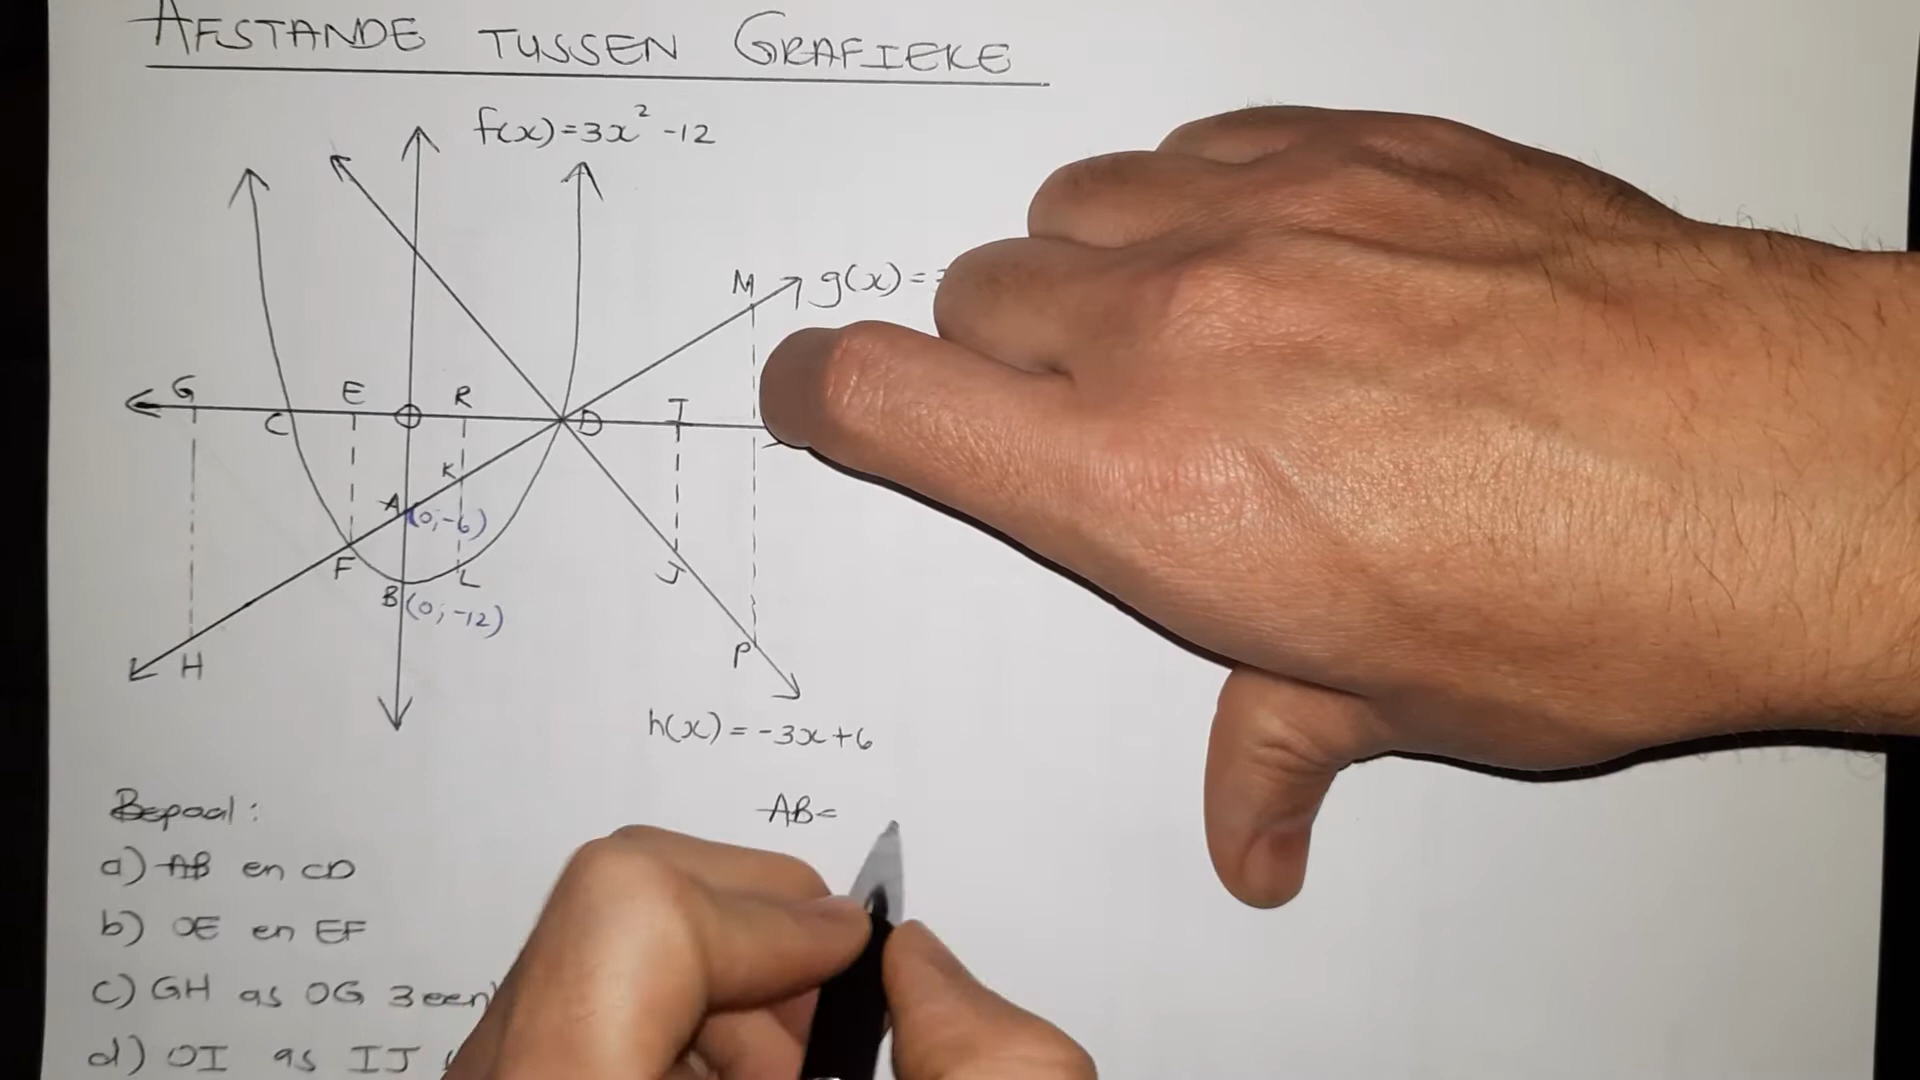 AFSTANDE TUSSEN GRAFIEKE
f(x)=3x²-12
M g(x)=
G E R
C D I
K
A (0;-6)
F L J
B (0;-12)
H P
h(x)=-3x+6
Bepaal:
AB=
a) AB en CD
b) OE en EF
c) GH as OG 3 een
d) OI as IJ